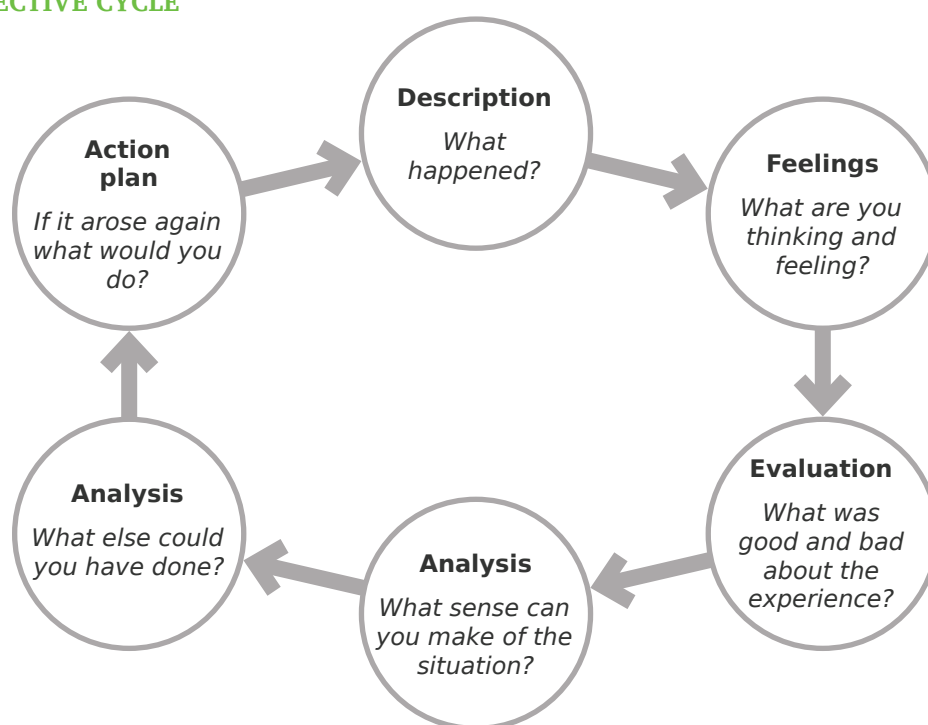 ECTIVE CYCLE
Description
What
happened?
Feelings
What are you
thinking and
feeling?
Evaluation
What was
good and bad
about the
experience?
Analysis
What sense can
you make of the
situation?
Analysis
What else could
you have done?
Action
plan
If it arose again
what would you
do?